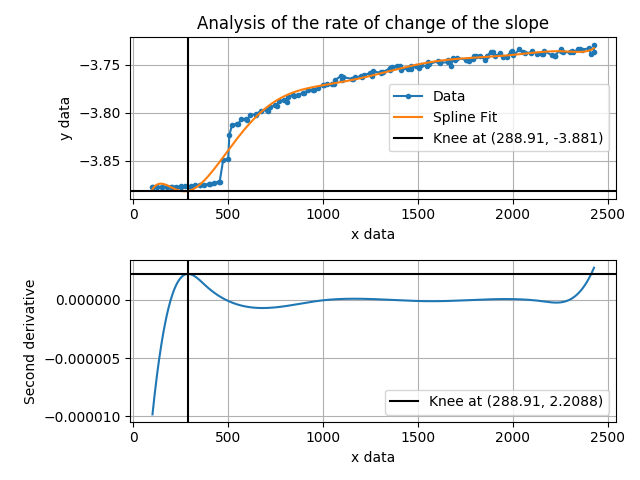 Analysis of the rate of change of the slope
−3.75
−3.80
−3.85
y data
Data
Spline Fit
Knee at (288.91, -3.881)
0
500
1000
1500
2000
2500
x data
0.000000
−0.000005
−0.000010
Second derivative
Knee at (288.91, 2.2088)
0
500
1000
1500
2000
2500
x data